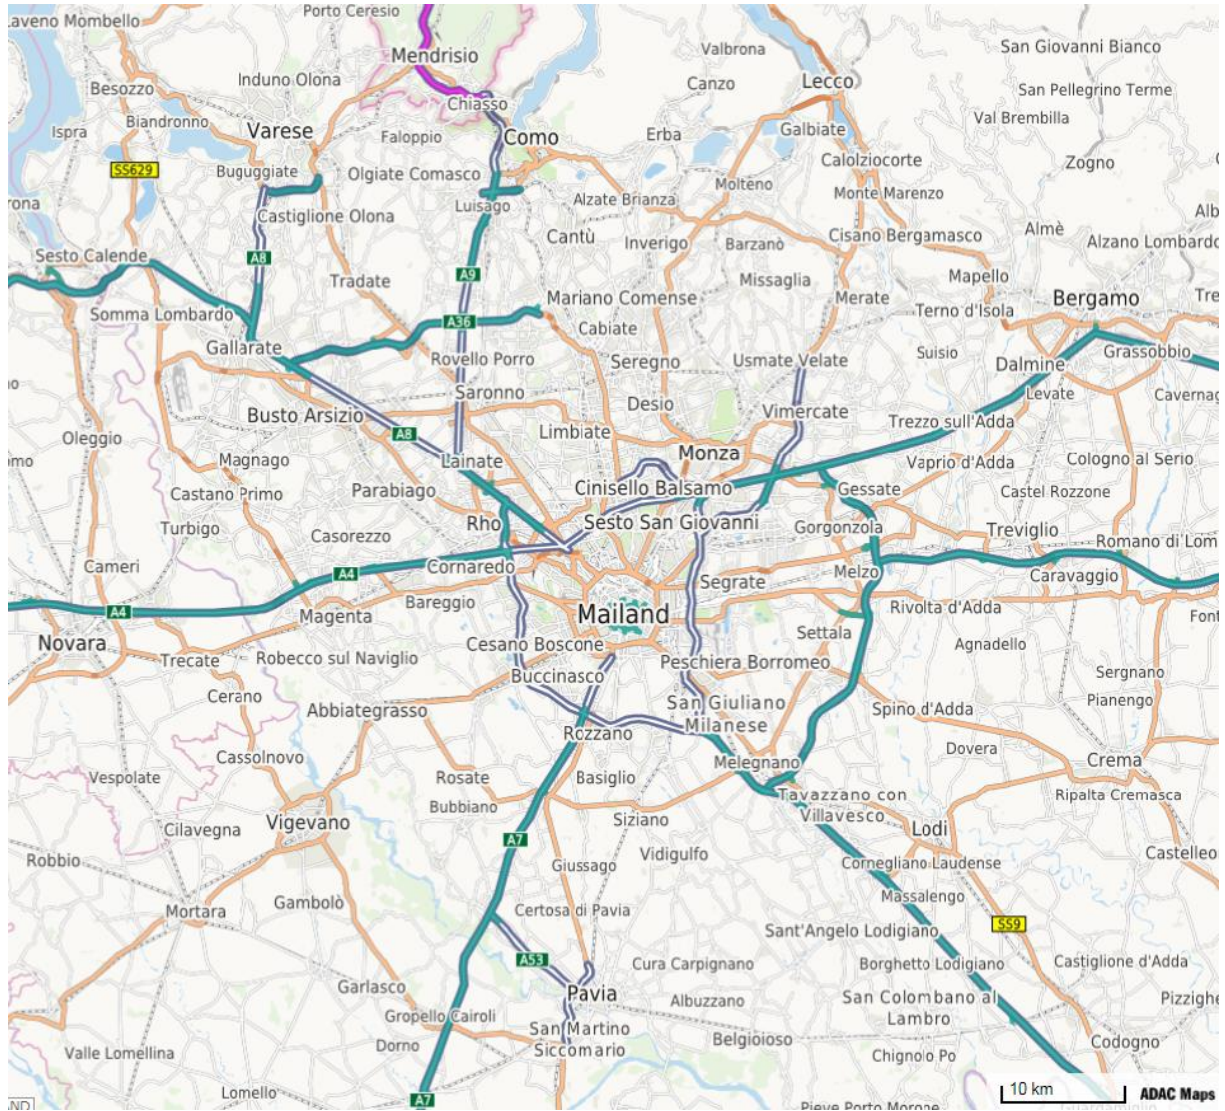 Porto Ceresio
Laveno Mombello
Mendrisio
Valbrona
San Giovanni Bianco
Induno Olona
Canzo
Lecco
Besozzo
San Pellegrino Terme
Chiasso
Biandronno
Varese
Faloppio
Como
Erba
Galbiate
Val Brembilla
Ispra
Calolziocorte
Zogno
SS629
Buguggiate
Olgiate Comasco
Molteno
Monte Marenzo
Luisago
Alzate Brianza
Castiglione Olona
Cantù
Inverigo
Barzanò
Cisano Bergamasco
Almè
Alzano Lombardo
Sesto Calende
A8
A9
Tradate
Missaglia
Mapello
Mariano Comense
Merate
Bergamo
Somma Lombardo
A36
Cabiate
Terno d'Isola
Gallarate
Rovello Porro
Seregno
Usmate Velate
Suisio
Dalmine
Grassobbio
Saronno
Desio
Levate
Busto Arsizio
Vimercate
Trezzo sull'Adda
Oleggio
A8
Limbiate
Magnago
Lainate
Monza
Vaprio d'Adda
Cologno al Serio
Castano Primo
Parabiago
Cinisello Balsamo
Gessate
Castel Rozzone
Turbigo
Rho
Sesto San Giovanni
Gorgonzola
Treviglio
Casorezzo
Romano di Lom
Cameri
Cornaredo
A4
Segrate
Melzo
Caravaggio
A4
Bareggio
Magenta
Mailand
Rivolta d'Adda
Novara
Settala
Agnadello
Trecate
Robecco sul Naviglio
Cesano Boscone
Peschiera Borromeo
Buccinasco
Sergnano
Cerano
Pianengo
Abbiategrasso
San Giuliano
Milanese
Spino d'Adda
Cassolnovo
Rozzano
Dovera
Vespolate
Rosate
Basiglio
Melegnano
Crema
Bubbiano
Tavazzano con
Villavesco
Ripalta Cremasca
Cilavegna
Vigevano
Siziano
Lodi
A7
Robbio
Giussago
Vidigulfo
Cornegliano Laudense
Castelleo
Gambolò
Massalengo
Mortara
Certosa di Pavia
Sant'Angelo Lodigiano
SS9
A53
Cura Carpignano
Borghetto Lodigiano
Castiglione d'Adda
Garlasco
Pavia
Albuzzano
San Colombano al
Lambro
Pizzighe
Gropello Cairoli
San Martino
Siccomario
Belgioioso
Codogno
Valle Lomellina
Dorno
Chignolo Po
Lomello
A7
10 km
ADAC Maps